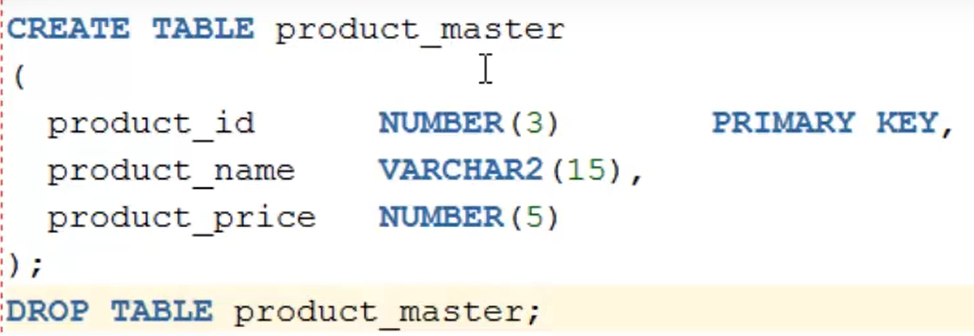 CREATE TABLE product_master
(
product_id NUMBER(3) PRIMARY KEY,
product_name VARCHAR2(15),
product_price NUMBER(5)
);
DROP TABLE product_master;